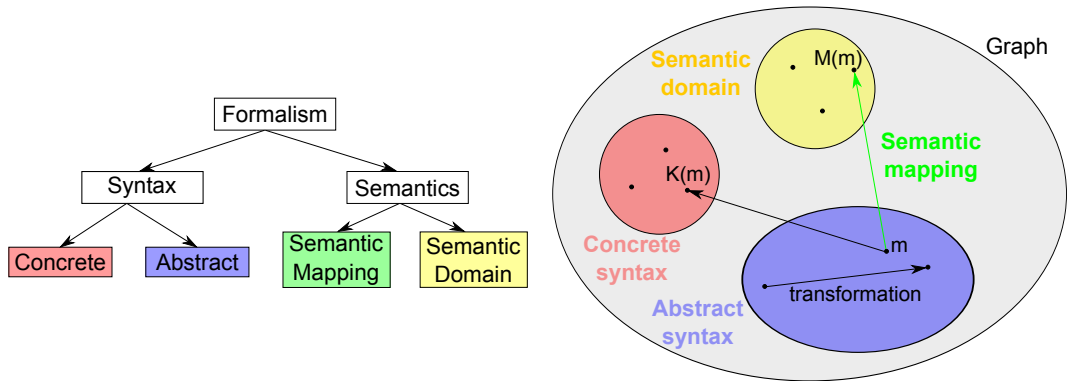 Formalism
Syntax
Semantics
Concrete
Abstract
Semantic
Mapping
Semantic
Domain
Graph
Semantic
domain
M(m)
Semantic
mapping
K(m)
Concrete
syntax
m
transformation
Abstract
syntax